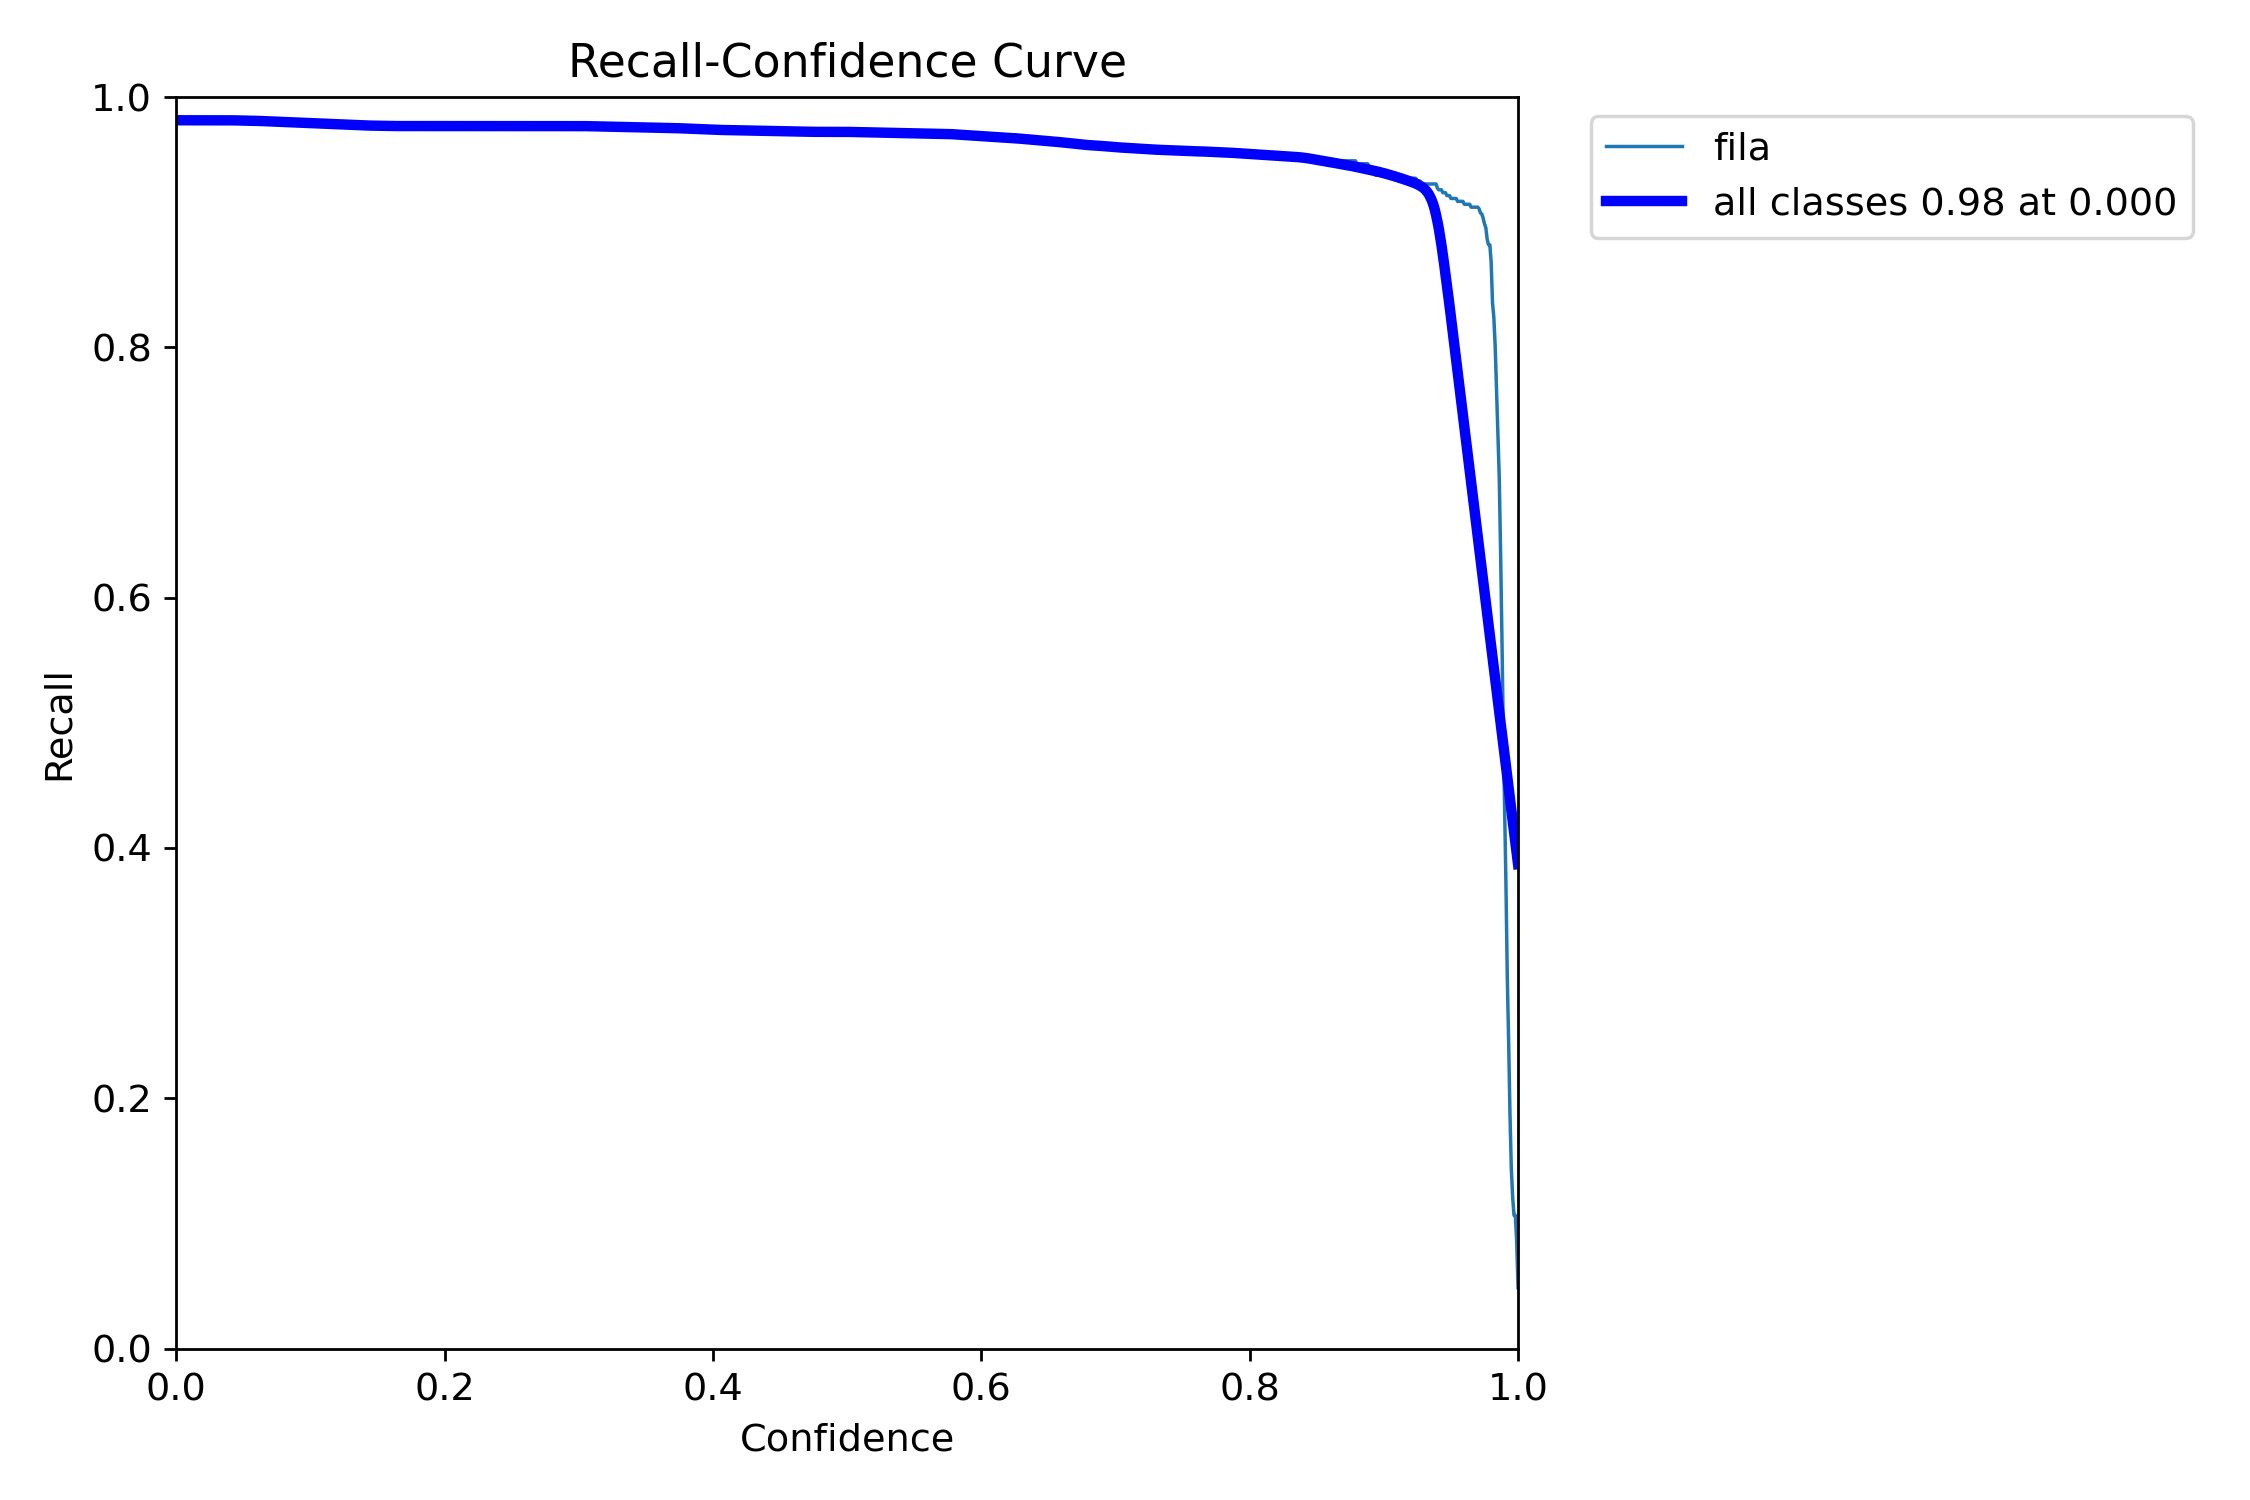 Recall-Confidence Curve
1.0
0.8
0.6
0.4
0.2
0.0
Recall
0.0 0.2 0.4 0.6 0.8 1.0
Confidence
fila
all classes 0.98 at 0.000